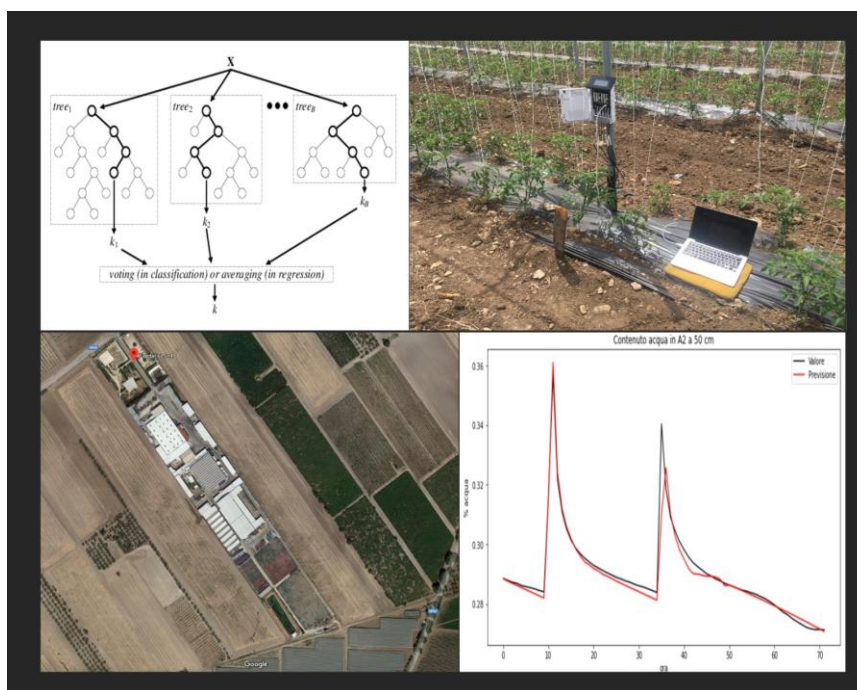 X
tree1
tree2
treeB
k1
k2
kB
voting (in classification) or averaging (in regression)
k
Google
Contenuto acqua in A2 a 50 cm
Valore
Previsione
% acqua
0.36
0.34
0.32
0.30
0.28
0 10 20 30 40 50 60 70
ora